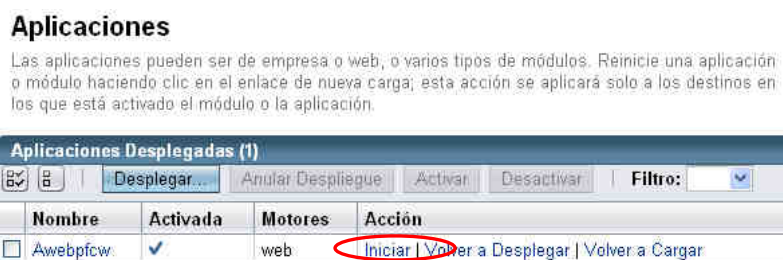 Aplicaciones
Las aplicaciones pueden ser de empresa o web, o varios tipos de módulos. Reinicie una aplicación
o módulo haciendo clic en el enlace de nueva carga; esta acción se aplicará solo a los destinos en
los que está activado el módulo o la aplicación.
Aplicaciones Desplegadas (1)
Desplegar... Anular Despliegue Activar Desactivar Filtro:
Nombre Activada Motores Acción
Awebpfcw web Iniciar | Volver a Desplegar | Volver a Cargar